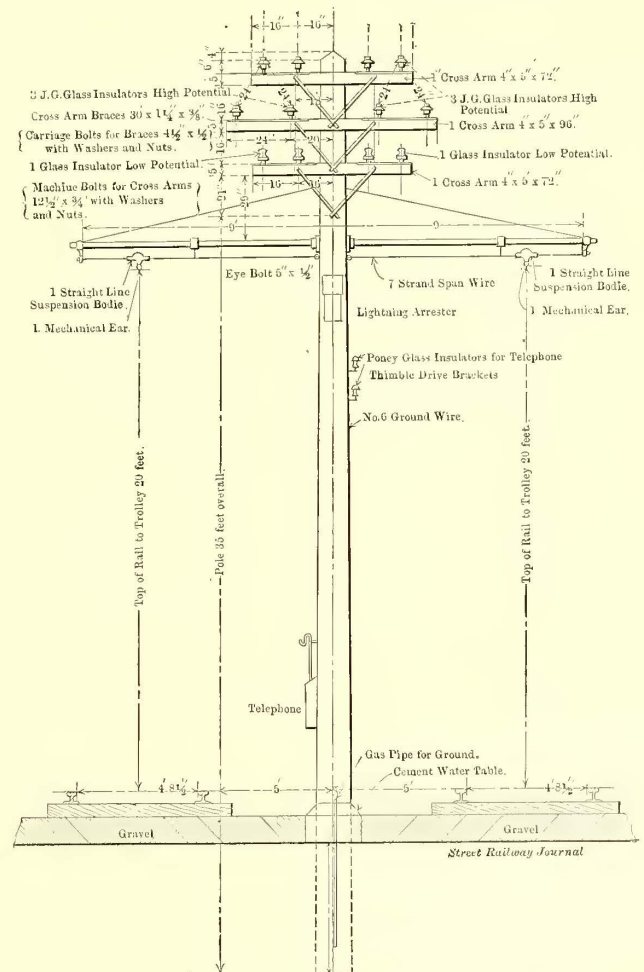 16" 16"
4"
6"
1" Cross Arm 4" x 5" x 72."
3 J.G. Glass Insulators High Potential
3 J.G. Glass Insulators High
Potential
Cross Arm Braces 30" x 1¼" x ⅜"
1 Cross Arm 4" x 5" x 96."
Carriage Bolts for Braces 4½" x ½"
with Washers and Nuts.
24" 20"
1 Glass Insulator Low Potential
1 Glass Insulator Low Potential.
1 Cross Arm 4" x 5" x 72."
Machine Bolts for Cross Arms
12½" x ¾" with Washers
and Nuts.
16" 16"
21"
9' 9'
Eye Bolt 5" x ½"
7 Strand Span Wire
1 Straight Line
Suspension Bodie.
1 Straight Line
Suspension Bodie.
1 Mechanical Ear.
1 Mechanical Ear.
Lightning Arrester
Poney Glass Insulators for Telephone
Thimble Drive Brackets
No.6 Ground Wire.
Top of Rail to Trolley 20 feet.
Pole 35 feet overall.
Top of Rail to Trolley 20 feet.
Telephone
Gas Pipe for Ground.
Cement Water Table.
4' 8½" 5' 5' 4' 8½"
Gravel Gravel
Street Railway Journal